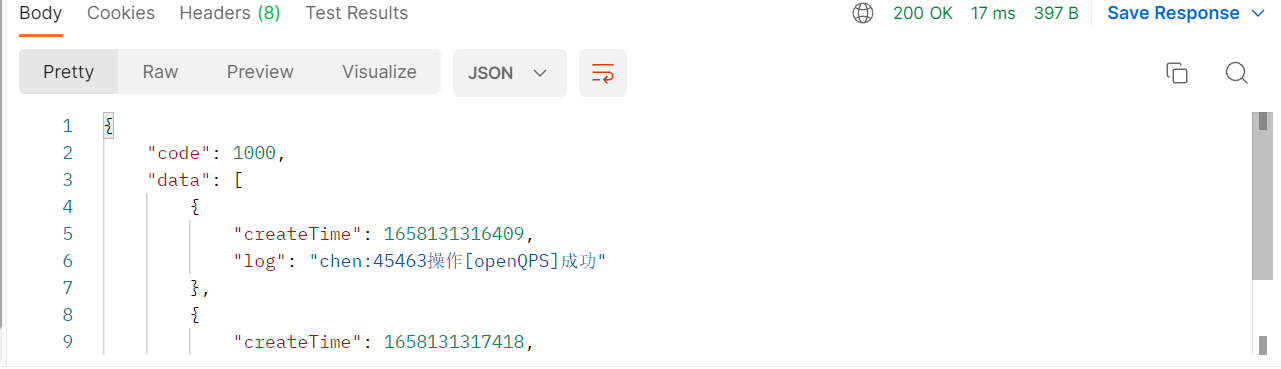 Body Cookies Headers (8) Test Results 200 OK 17 ms 397 B Save Response
Pretty Raw Preview Visualize JSON
1 {
2 "code": 1000,
3 "data": [
4 {
5 "createTime": 1658131316409,
6 "log": "chen:45463操作[openQPS]成功"
7 },
8 {
9 "createTime": 1658131317418,